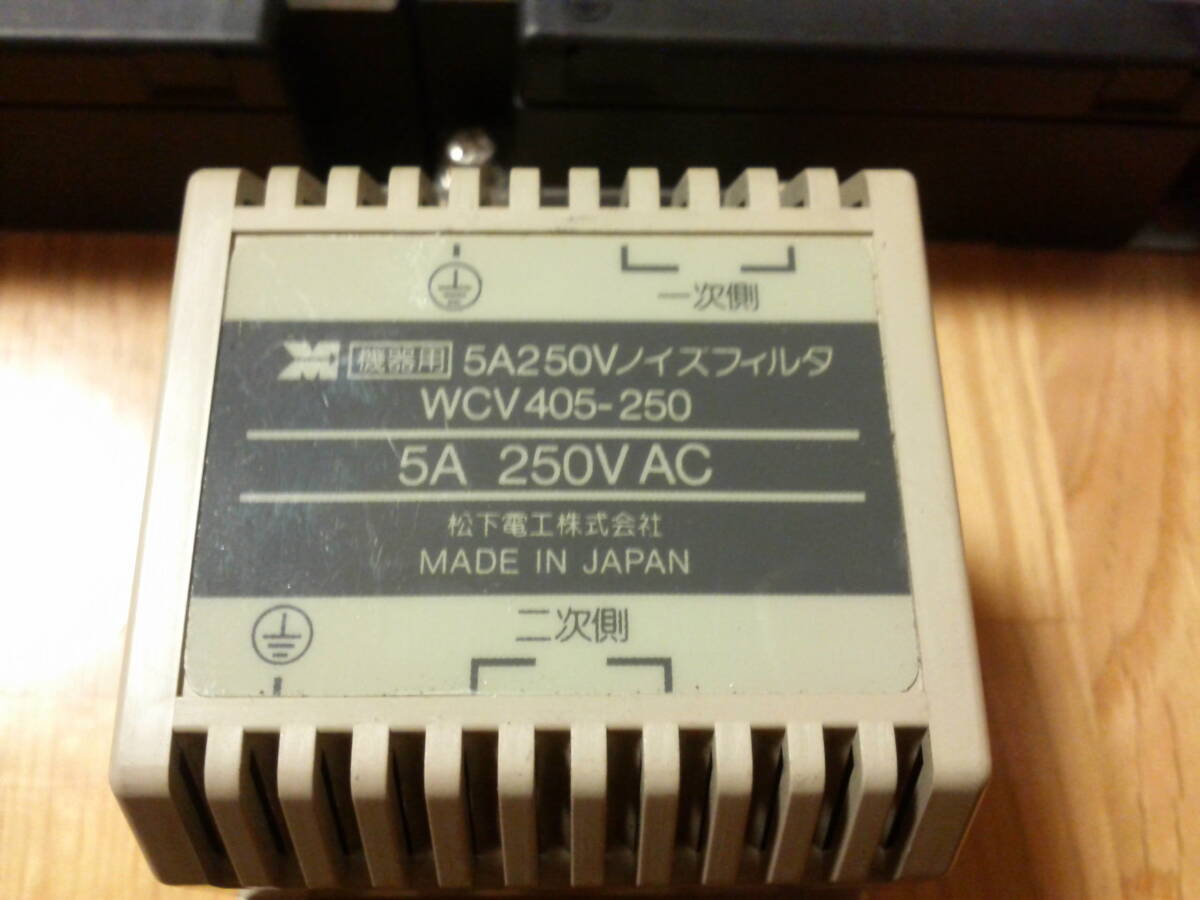 一次側
機器用 5A250Vノイズフィルタ
WCV405-250
5A 250V AC
松下電工株式会社
MADE IN JAPAN
二次側